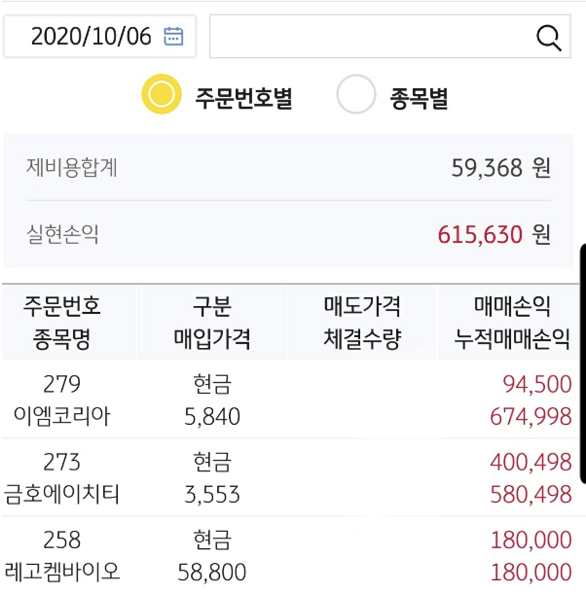 2020/10/06
주문번호별 종목별
제비용합계 59,368 원
실현손익 615,630 원
주문번호 구분 매도가격 매매손익
종목명 매입가격 체결수량 누적매매손익
279 현금 94,500
이엠코리아 5,840 674,998
273 현금 400,498
금호에이치티 3,553 580,498
258 현금 180,000
레고켐바이오 58,800 180,000